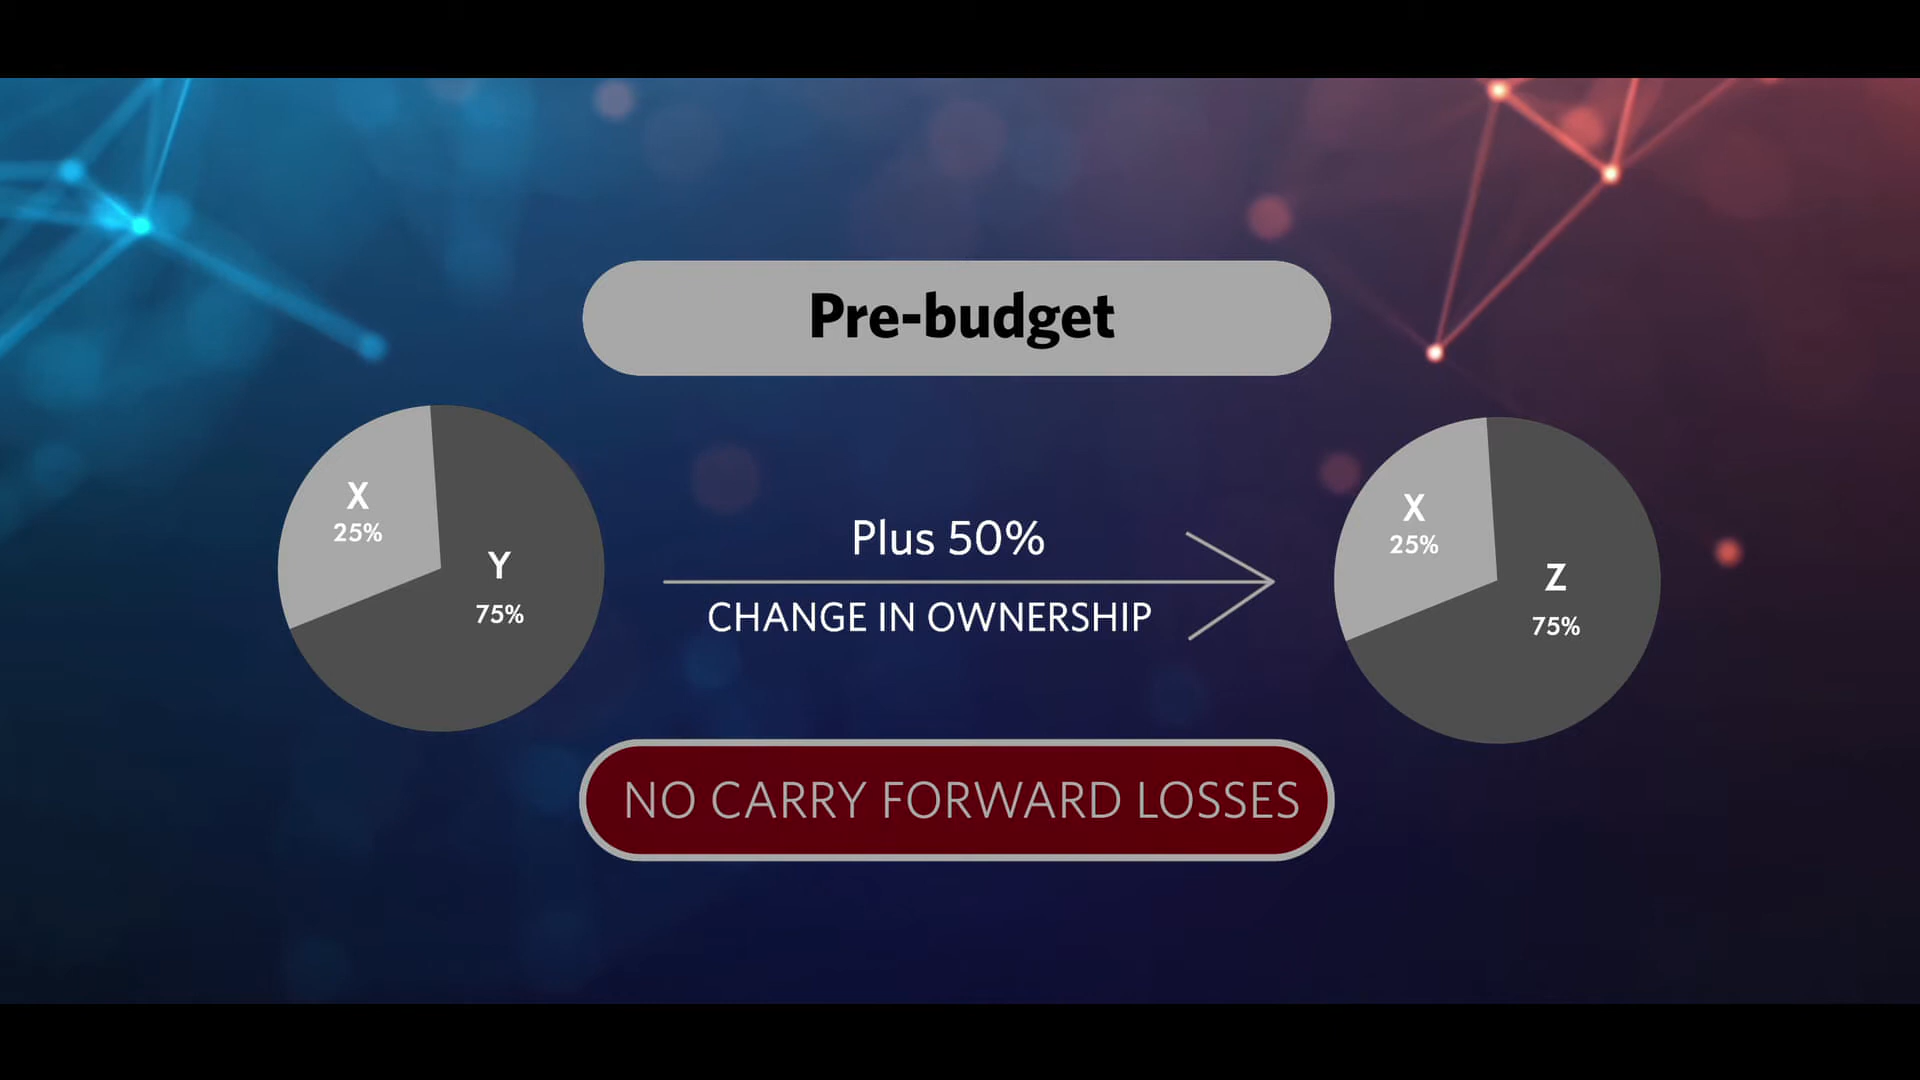 Pre-budget
X
25%
Y
75%
Plus 50%
CHANGE IN OWNERSHIP
X
25%
Z
75%
NO CARRY FORWARD LOSSES